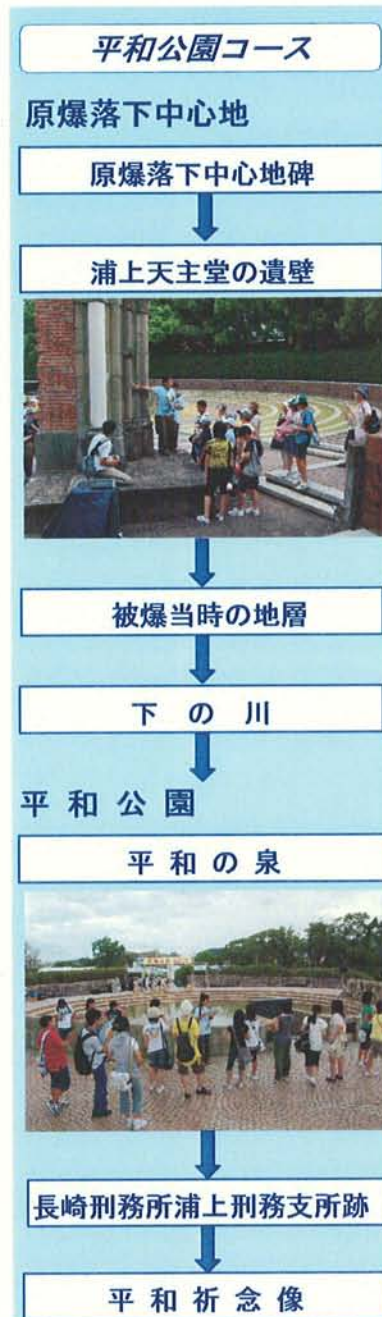 平和公園コース
原爆落下中心地
原爆落下中心地碑
浦上天主堂の遺壁
被爆当時の地層
下の川
平和公園
平和の泉
長崎刑務所浦上刑務支所跡
平和祈念像